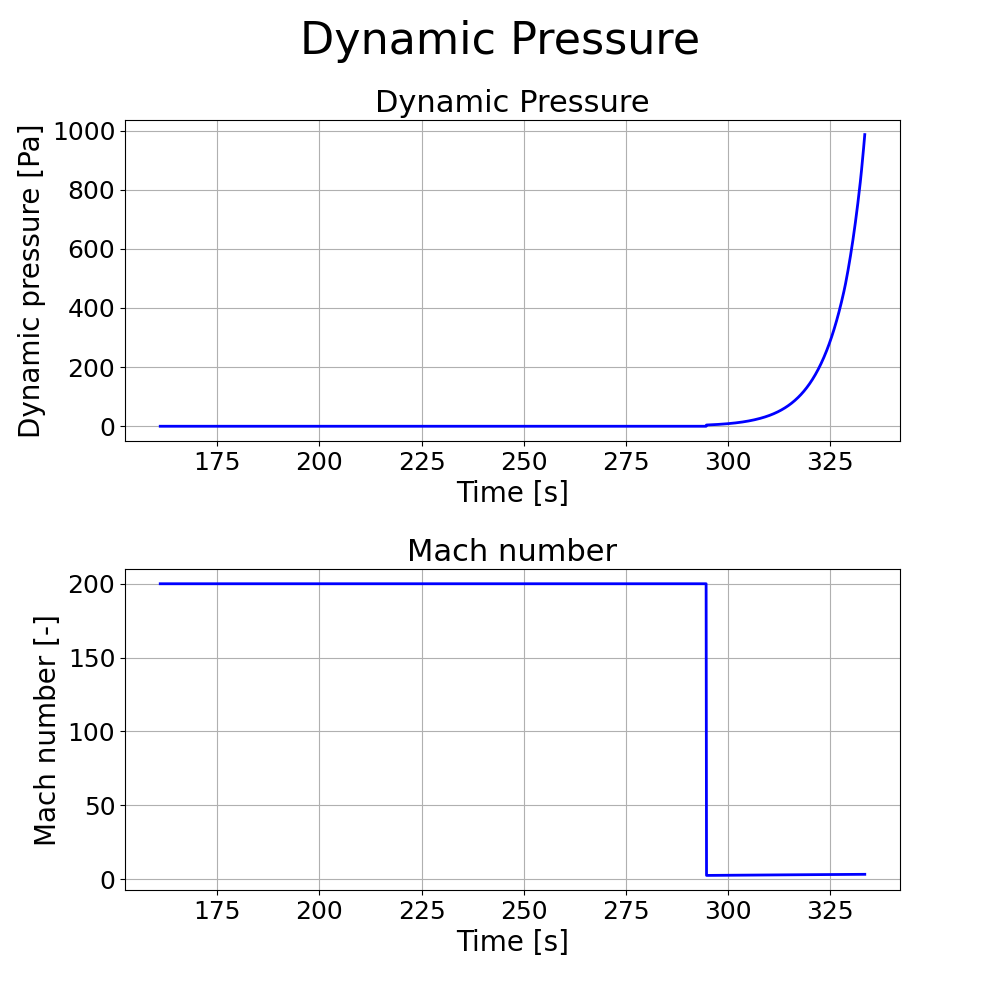 Dynamic Pressure
Dynamic Pressure
Dynamic pressure [Pa]
1000
800
600
400
200
0
175 200 225 250 275 300 325
Time [s]
Mach number
Mach number [-]
200
150
100
50
0
175 200 225 250 275 300 325
Time [s]